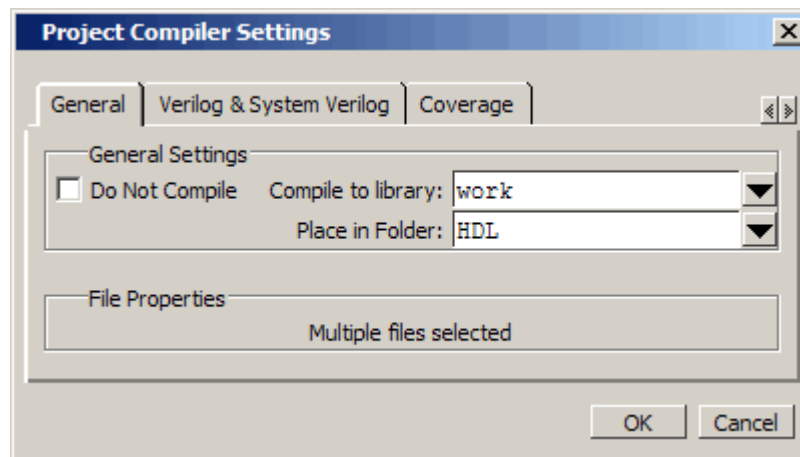 Project Compiler Settings
General Verilog & System Verilog Coverage
General Settings
Do Not Compile Compile to library: work
Place in Folder: HDL
File Properties
Multiple files selected
OK Cancel